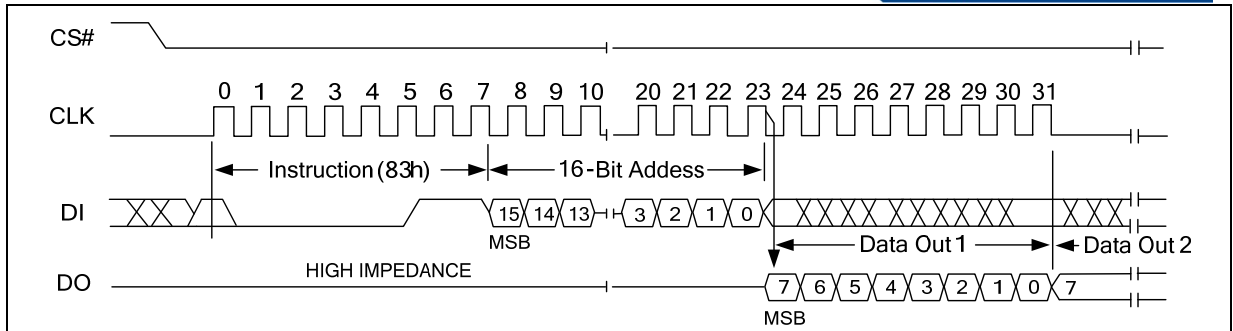 CS#
0 1 2 3 4 5 6 7 8 9 10 20 21 22 23 24 25 26 27 28 29 30 31
CLK
Instruction (83h) 16-Bit Addess
DI 15 14 13 3 2 1 0
MSB
Data Out 1 Data Out 2
HIGH IMPEDANCE
DO 7 6 5 4 3 2 1 0 7
MSB